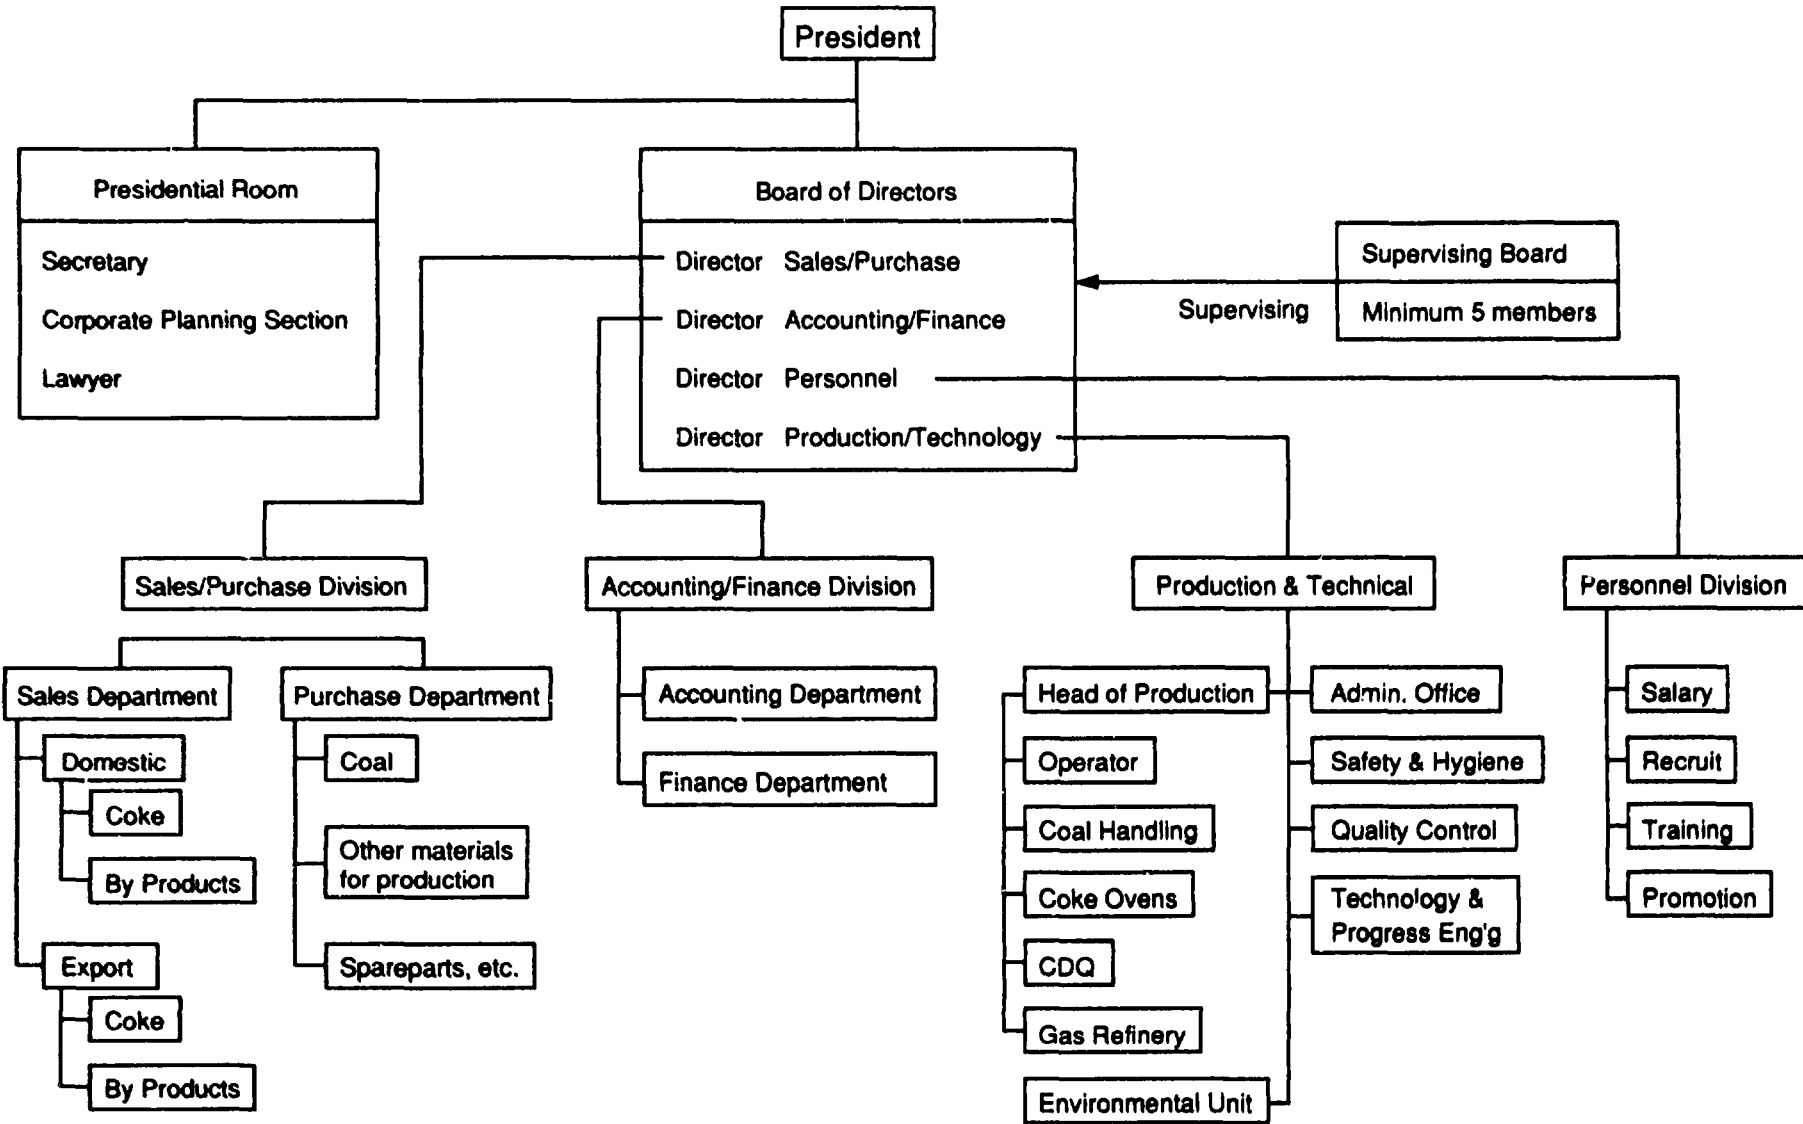 President
Presidential Room
Secretary
Corporate Planning Section
Lawyer
Board of Directors
Director Sales/Purchase
Director Accounting/Finance
Director Personnel
Director Production/Technology
Supervising
Supervising Board
Minimum 5 members
Sales/Purchase Division
Sales Department
Domestic
Coke
By Products
Export
Coke
By Products
Purchase Department
Coal
Other materials
for production
Spareparts, etc.
Accounting/Finance Division
Accounting Department
Finance Department
Production & Technical
Head of Production
Operator
Coal Handling
Coke Ovens
CDQ
Gas Refinery
Environmental Unit
Admin. Office
Safety & Hygiene
Quality Control
Technology &
Progress Eng'g
Personnel Division
Salary
Recruit
Training
Promotion